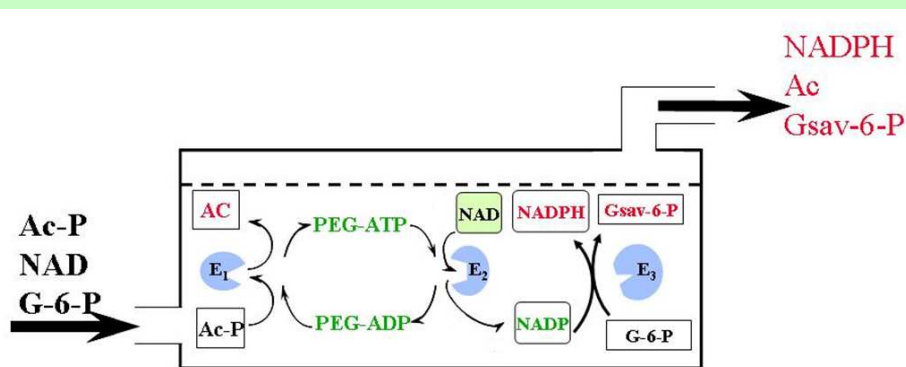 NADPH
Ac
Gsav-6-P
Ac-P
NAD
G-6-P
AC
PEG-ATP
NAD
NADPH
Gsav-6-P
E1
E2
E3
Ac-P
PEG-ADP
NADP
G-6-P